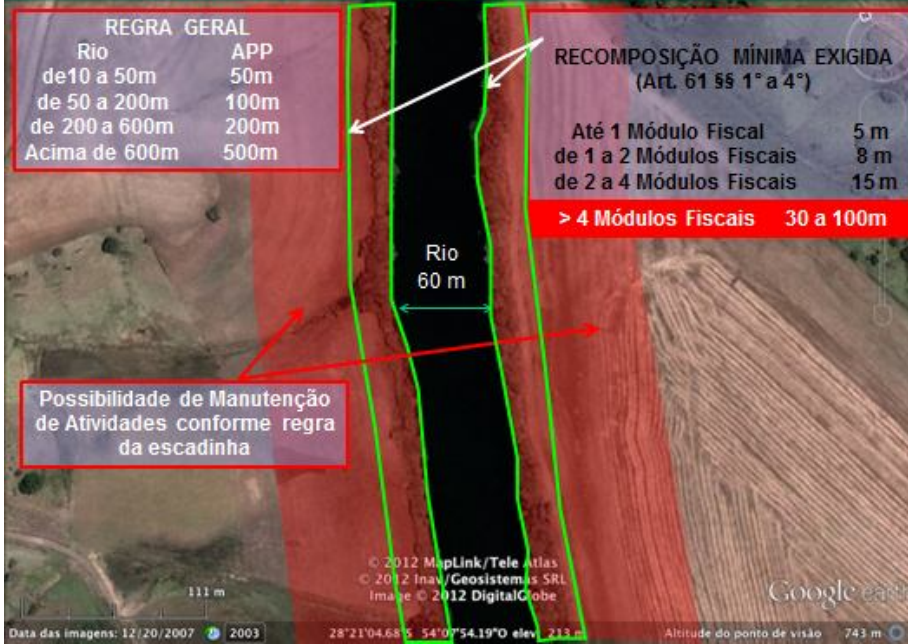 REGRA GERAL
Rio APP
de10 a 50m 50m
de 50 a 200m 100m
de 200 a 600m 200m
Acima de 600m 500m
RECOMPOSIÇÃO MÍNIMA EXIGIDA
(Art. 61 §§ 1° a 4°)
Até 1 Módulo Fiscal 5 m
de 1 a 2 Módulos Fiscais 8 m
de 2 a 4 Módulos Fiscais 15 m
> 4 Módulos Fiscais 30 a 100m
Rio
60 m
Possibilidade de Manutenção
de Atividades conforme regra
da escadinha
© 2012 MapLink/Tele Atlas
© 2012 Inav/Geosistemas SRL
Image © 2012 DigitalGlobe
111 m
Google earth
Data das imagens: 12/20/2007 2003 28°21'04.68"S 54°07'54.19"O elev 213 m Altitude do ponto de visão 743 m